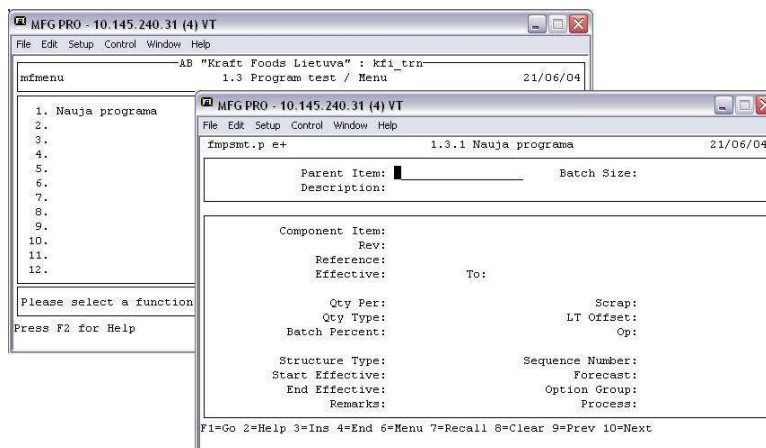 MFG PRO - 10.145.240.31 (4) VT
File Edit Setup Control Window Help
AB "Kraft Foods Lietuva" : kfi_trn
mfmenu 1.3 Program test / Menu 21/06/04
1. Nauja programa
2.
3.
4.
5.
6.
7.
8.
9.
10.
11.
12.
Please select a function
Press F2 for Help
MFG PRO - 10.145.240.31 (4) VT
File Edit Setup Control Window Help
fmpsmt.p e+ 1.3.1 Nauja programa 21/06/04
Parent Item: Batch Size:
Description:
Component Item:
Rev:
Reference:
Effective: To:
Qty Per: Scrap:
Qty Type: LT Offset:
Batch Percent: Op:
Structure Type: Sequence Number:
Start Effective: Forecast:
End Effective: Option Group:
Remarks: Process:
F1=Go 2=Help 3=Ins 4=End 6=Menu 7=Recall 8=Clear 9=Prev 10=Next